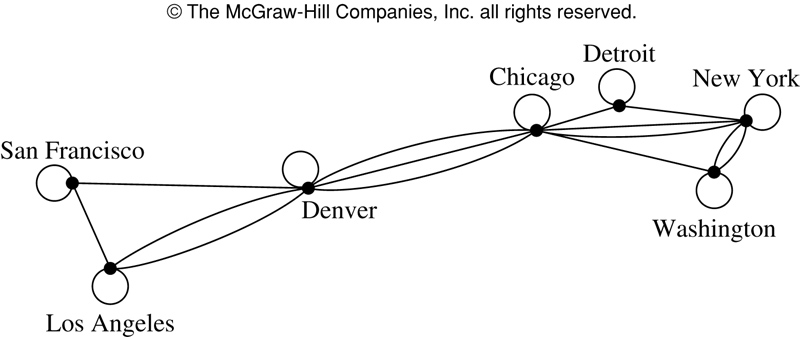 © The McGraw-Hill Companies, Inc. all rights reserved.
Detroit
Chicago
New York
San Francisco
Denver
Washington
Los Angeles